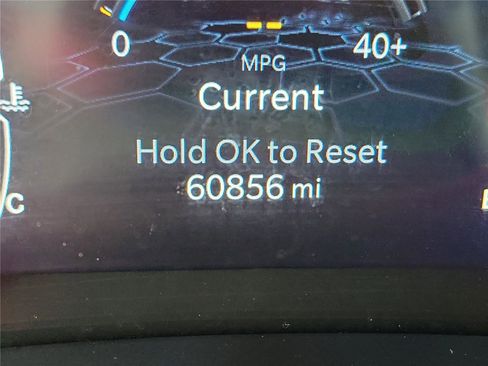 0 40+
MPG
Current
Hold OK to Reset
60856 mi
C